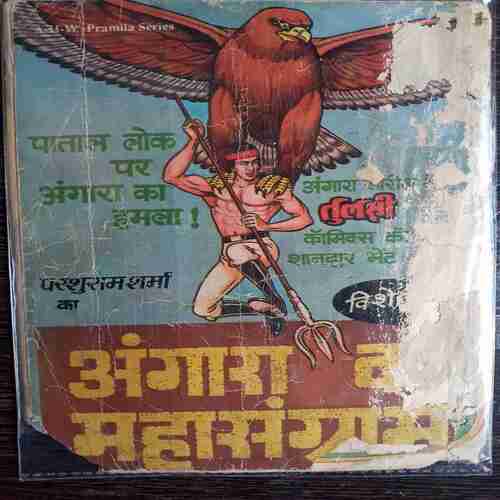 Pramila Series
पाताल लोक
पर
अंगारा का
हमला !
अंगारा
तुलसी
कॉमिक्स
शानदार भेंट
परशुराम शर्मा
का
अंगारा
महासंग्राम